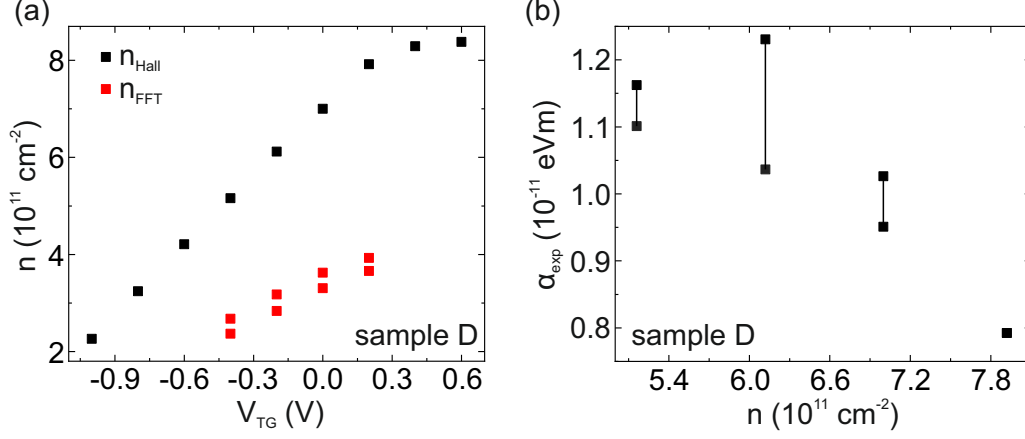 (a)
n_Hall
n_FFT
n (10^11 cm^-2)
8
6
4
2
sample D
-0.9 -0.6 -0.3 0.0 0.3 0.6
V_TG (V)
(b)
α_exp (10^-11 eVm)
1.2
1.1
1.0
0.9
0.8
sample D
5.4 6.0 6.6 7.2 7.8
n (10^11 cm^-2)